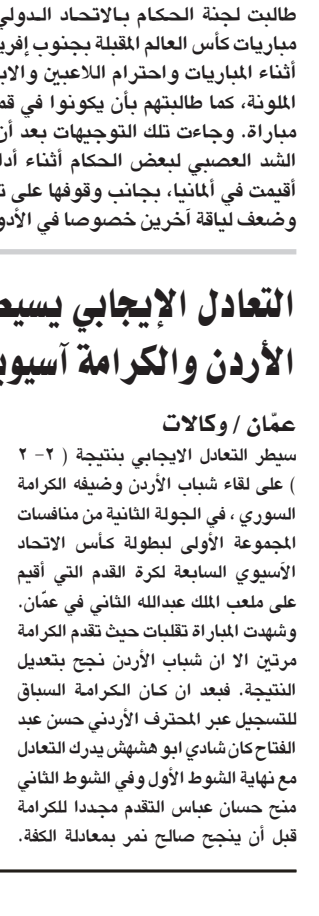 طالبت لجنة الحكام بالاتحاد الدولي
مباريات كأس العالم المقبلة بجنوب إفري
أثناء المباريات واحترام اللاعبين والاب
الملونة، كما طالبتهم بأن يكونوا في قم
مباراة. وجاءت تلك التوجيهات بعد أن
الشد العصبي لبعض الحكام أثناء أدا
أقيمت في ألمانيا، بجانب وقوفها على ت
وضعف لياقة آخرين خصوصا في الأدو
التعادل الإيجابي يسيط
الأردن والكرامة آسيوي
عمّان / وكالات
سيطر التعادل الايجابي بنتيجة ( ٢- ٢
) على لقاء شباب الأردن وضيفه الكرامة
السوري ، في الجولة الثانية من منافسات
المجموعة الأولى لبطولة كأس الاتحاد
الآسيوي السابعة لكرة القدم التي أقيم
على ملعب الملك عبدالله الثاني في عمّان.
وشهدت المباراة تقلبات حيث تقدم الكرامة
مرتين الا ان شباب الأردن نجح بتعديل
النتيجة. فبعد ان كان الكرامة السباق
للتسجيل عبر المحترف الأردني حسن عبد
الفتاح كان شادي ابو هشهش يدرك التعادل
مع نهاية الشوط الأول وفي الشوط الثاني
منح حسان عباس التقدم مجددا للكرامة
قبل أن ينجح صالح نمر بمعادلة الكفة.